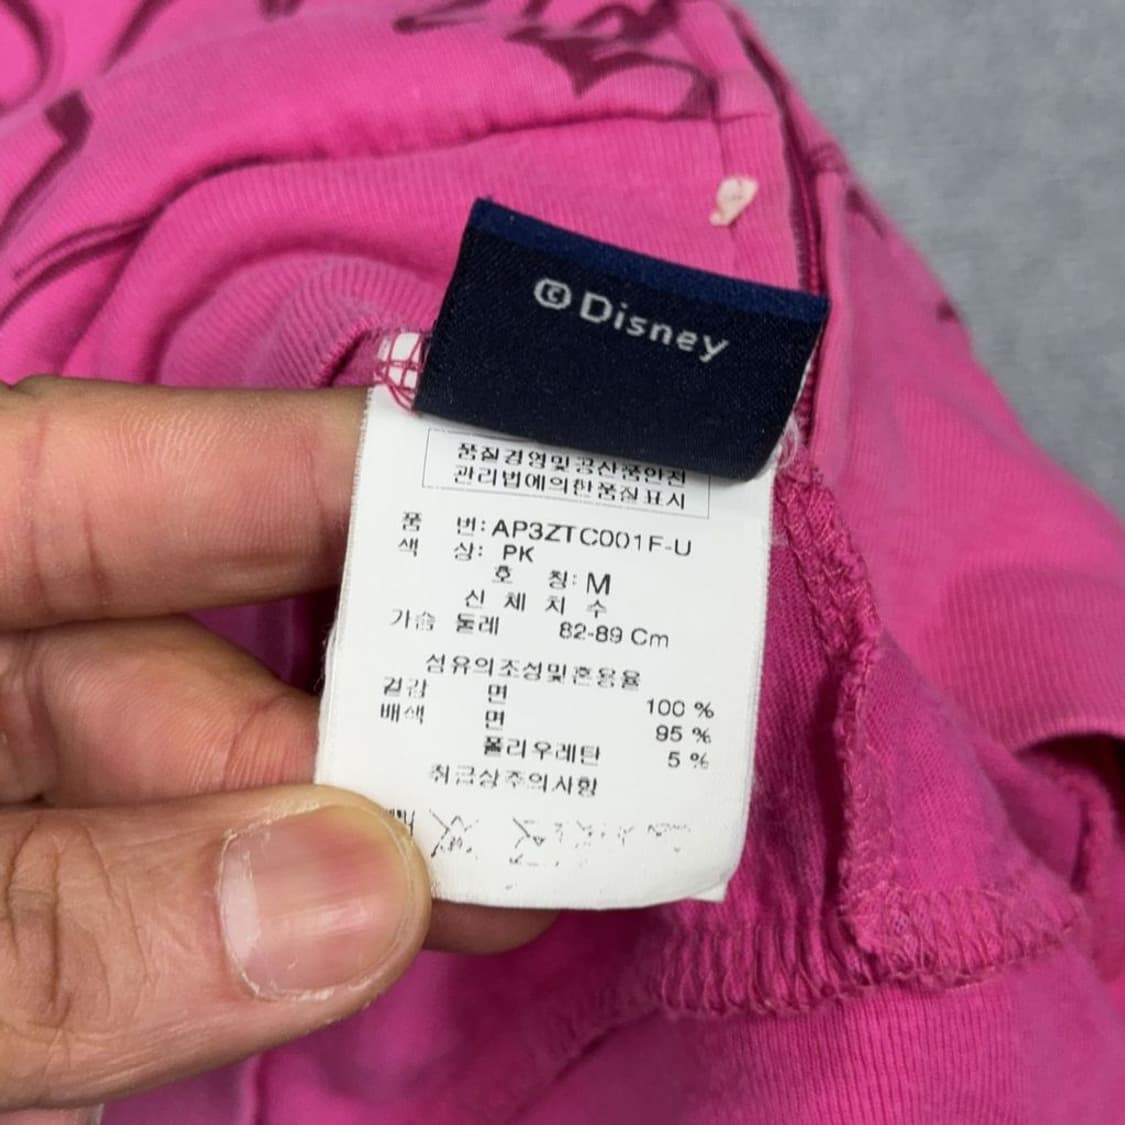 ©Disney
품질경영및공산품안전
관리법에의한품질표시
품 번: AP3ZTC001F-U
색 상: PK
호 칭: M
신 체 치 수
가슴 둘레 82-89 Cm
섬유의조성및혼용율
겉감 면 100 %
배색 면 95 %
폴리우레탄 5 %
취급상주의사항